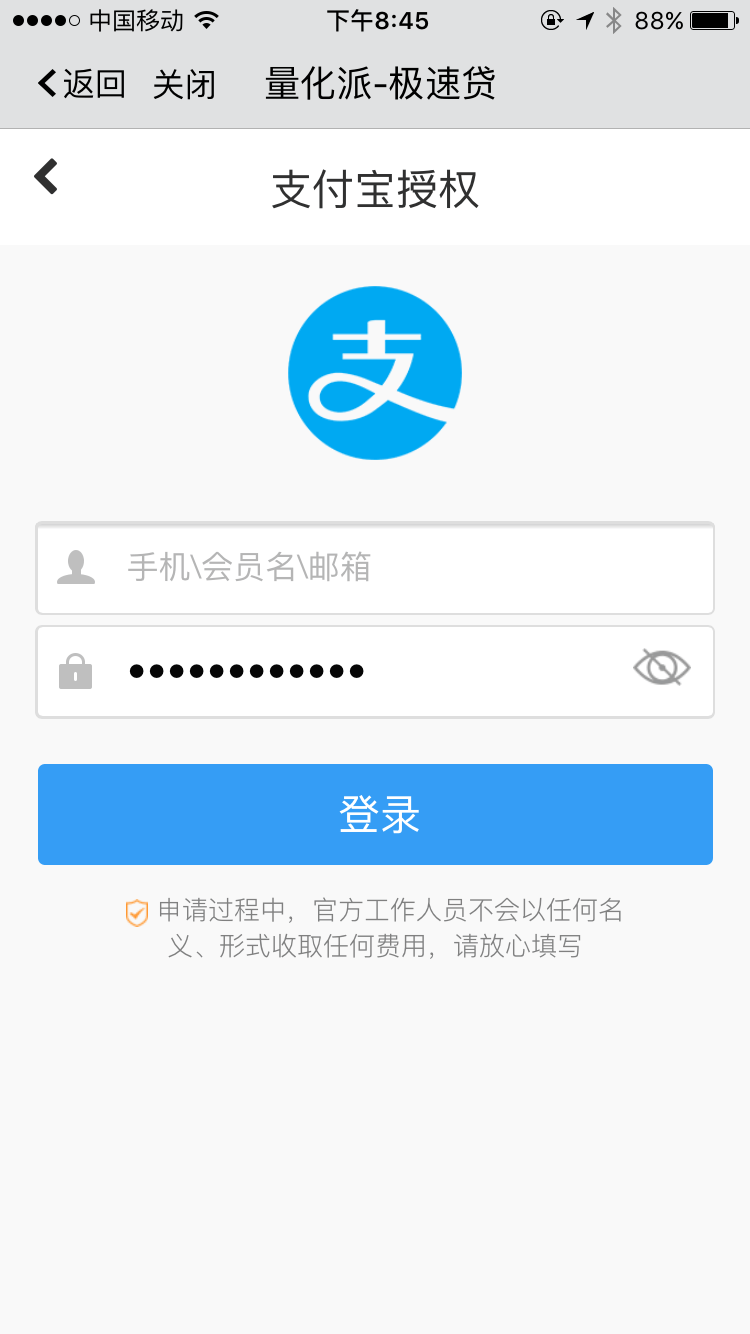 中国移动 下午8:45 88%
返回 关闭 量化派-极速贷
支付宝授权
支
手机\会员名\邮箱
••••••••••••
登录
申请过程中，官方工作人员不会以任何名
义、形式收取任何费用，请放心填写